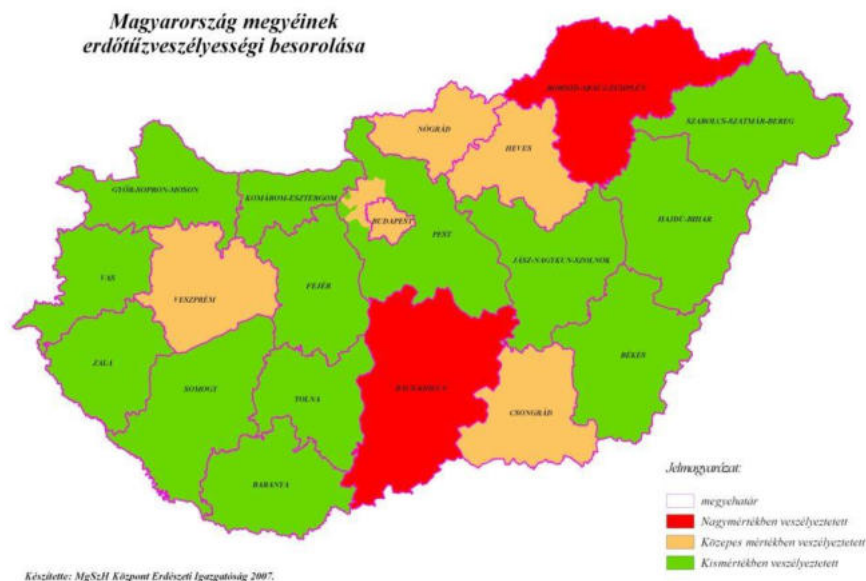 Magyarország megyéinek
erdőtűzveszélyességi besorolása
BORSOD-ABAÚJ-ZEMPLÉN
SZABOLCS-SZATMÁR-BEREG
NÓGRÁD
HEVES
GYŐR-SOPRON-MOSON
KOMÁROM-ESZTERGOM
BUDAPEST
PEST
HAJDÚ-BIHAR
JÁSZ-NAGYKUN-SZOLNOK
VAS
VESZPRÉM
FEJÉR
ZALA
SOMOGY
TOLNA
BÁCS-KISKUN
BÉKÉS
CSONGRÁD
BARANYA
Jelmagyarázat:
megyehatár
Nagymértékben veszélyeztetett
Közepes mértékben veszélyeztetett
Kismértékben veszélyeztetett
Készítette: MgSzH Központ Erdészeti Igazgatóság 2007.